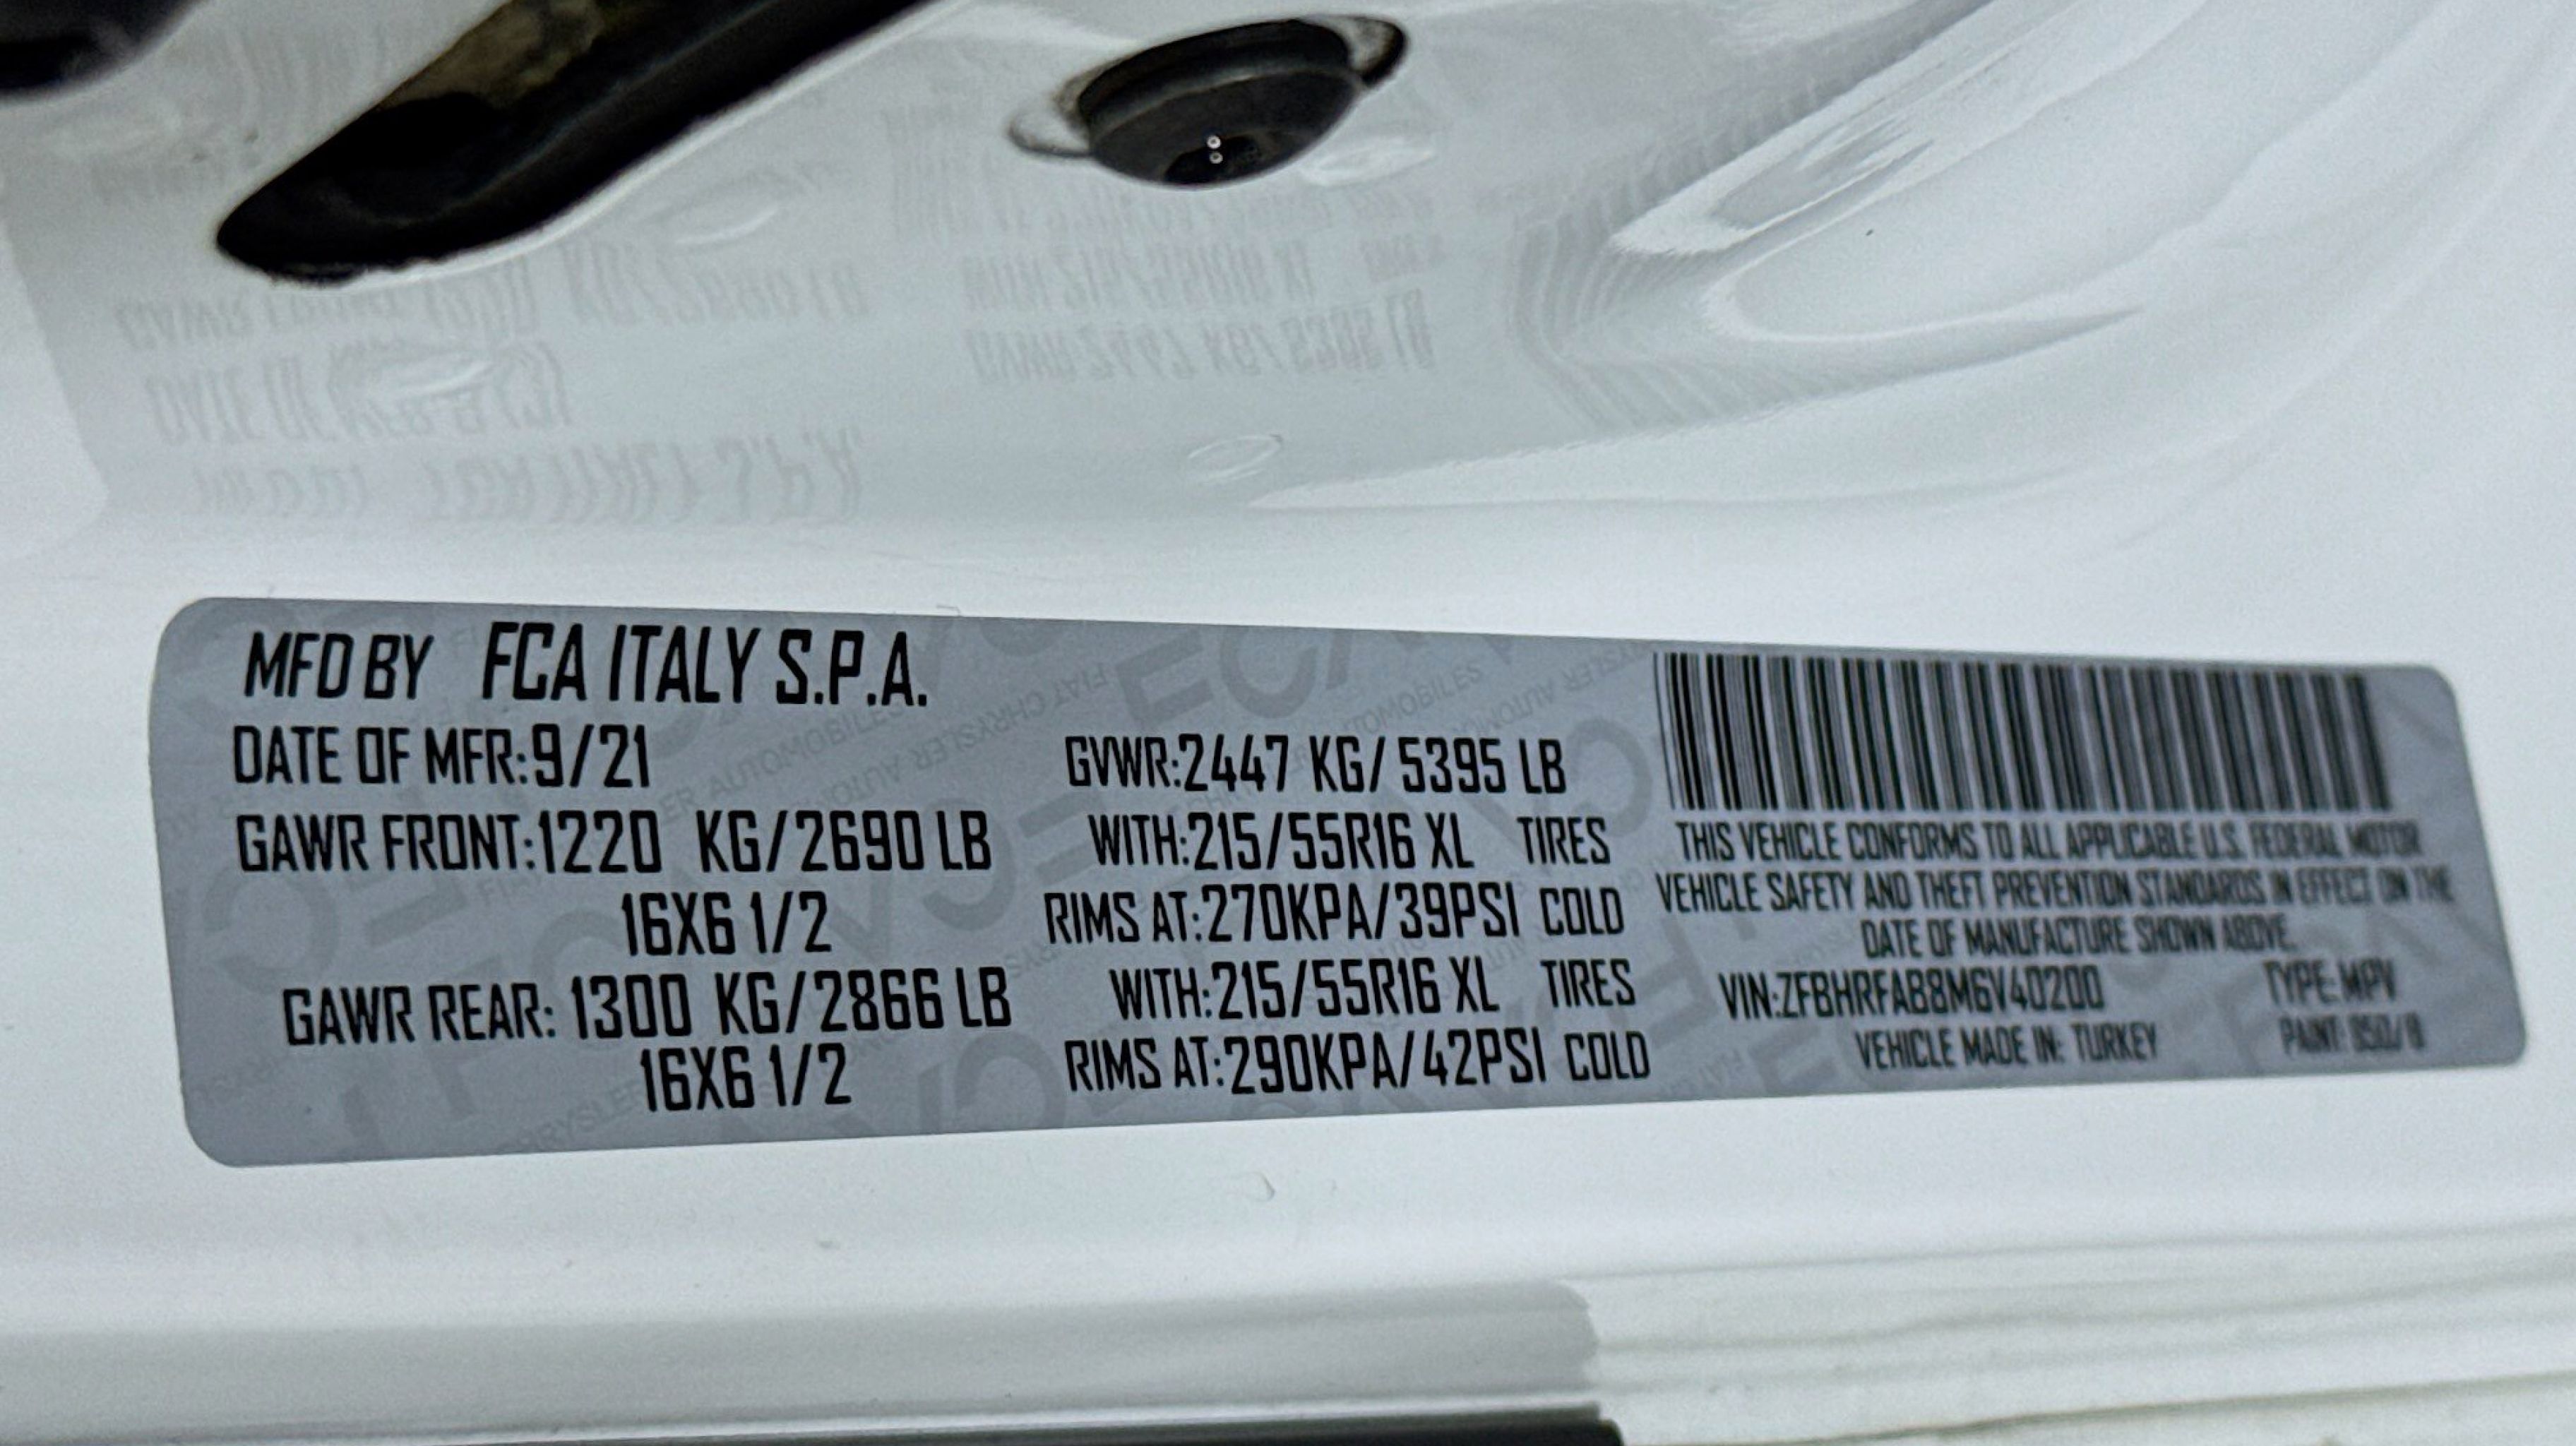 MFD BY FCA ITALY S.P.A.
DATE OF MFR:9/21
GVWR:2447 KG/ 5395 LB
GAWR FRONT:1220 KG/2690 LB WITH:215/55R16 XL TIRES
16X6 1/2 RIMS AT:270KPA/39PSI COLD
GAWR REAR: 1300 KG/2866 LB WITH:215/55R16 XL TIRES
16X6 1/2 RIMS AT:290KPA/42PSI COLD
THIS VEHICLE CONFORMS TO ALL APPLICABLE U.S. FEDERAL MOTOR
VEHICLE SAFETY AND THEFT PREVENTION STANDARDS IN EFFECT ON THE
DATE OF MANUFACTURE SHOWN ABOVE.
VIN:ZFBHRFAB8M6V40200 TYPE:MPV
VEHICLE MADE IN: TURKEY PAINT: